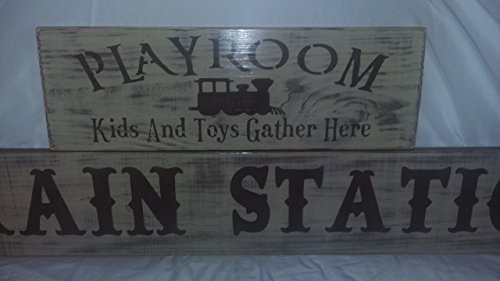 PLAYROOM
Kids And Toys Gather Here
RAIN STATIO